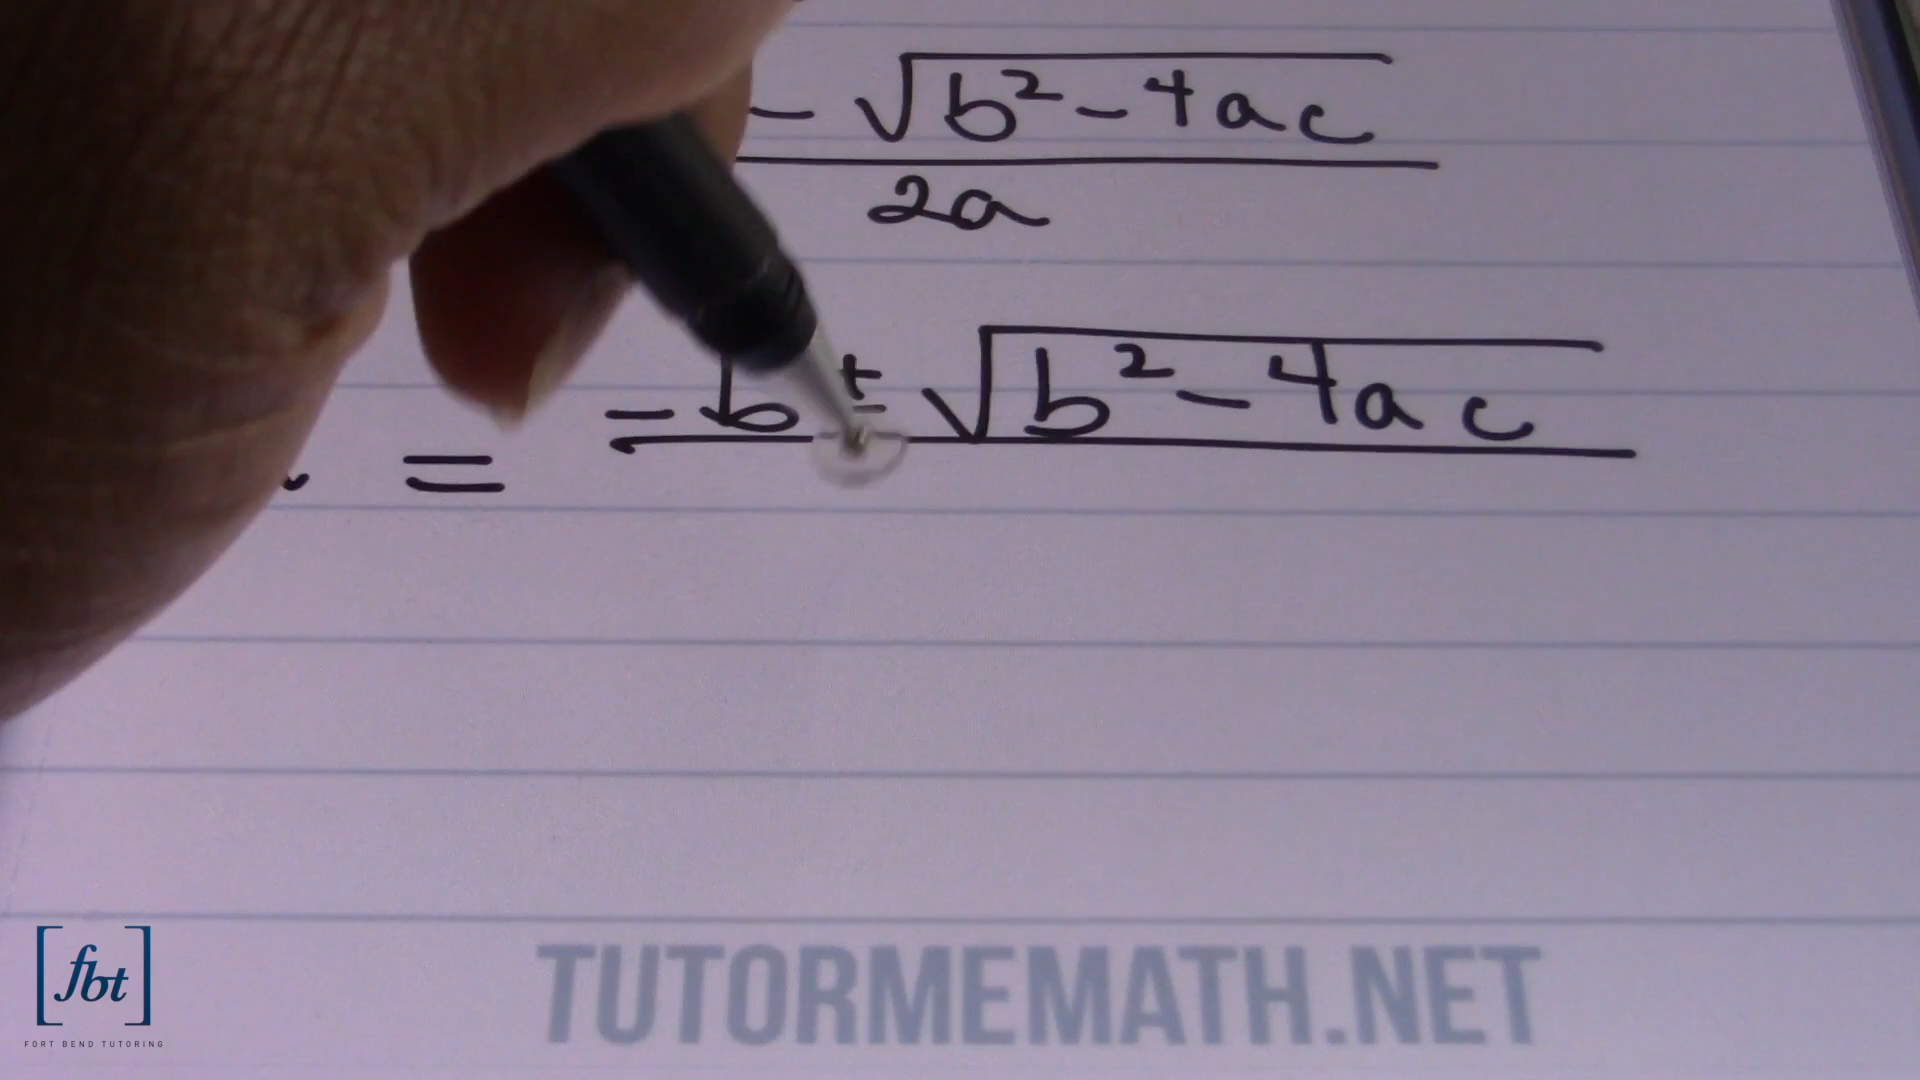 - √b² - 4ac
2a
= -b ± √b² - 4ac
[fbt]
FORT BEND TUTORING
TUTORMEMATH.NET